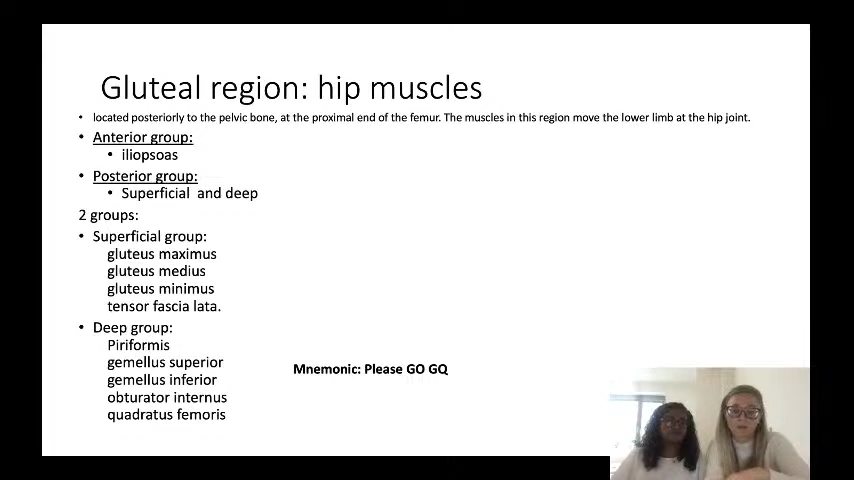 Gluteal region: hip muscles
• located posteriorly to the pelvic bone, at the proximal end of the femur. The muscles in this region move the lower limb at the hip joint.
• Anterior group:
• iliopsoas
• Posterior group:
• Superficial and deep
2 groups:
• Superficial group:
gluteus maximus
gluteus medius
gluteus minimus
tensor fascia lata.
• Deep group:
Piriformis
gemellus superior
gemellus inferior
obturator internus
quadratus femoris
Mnemonic: Please GO GQ